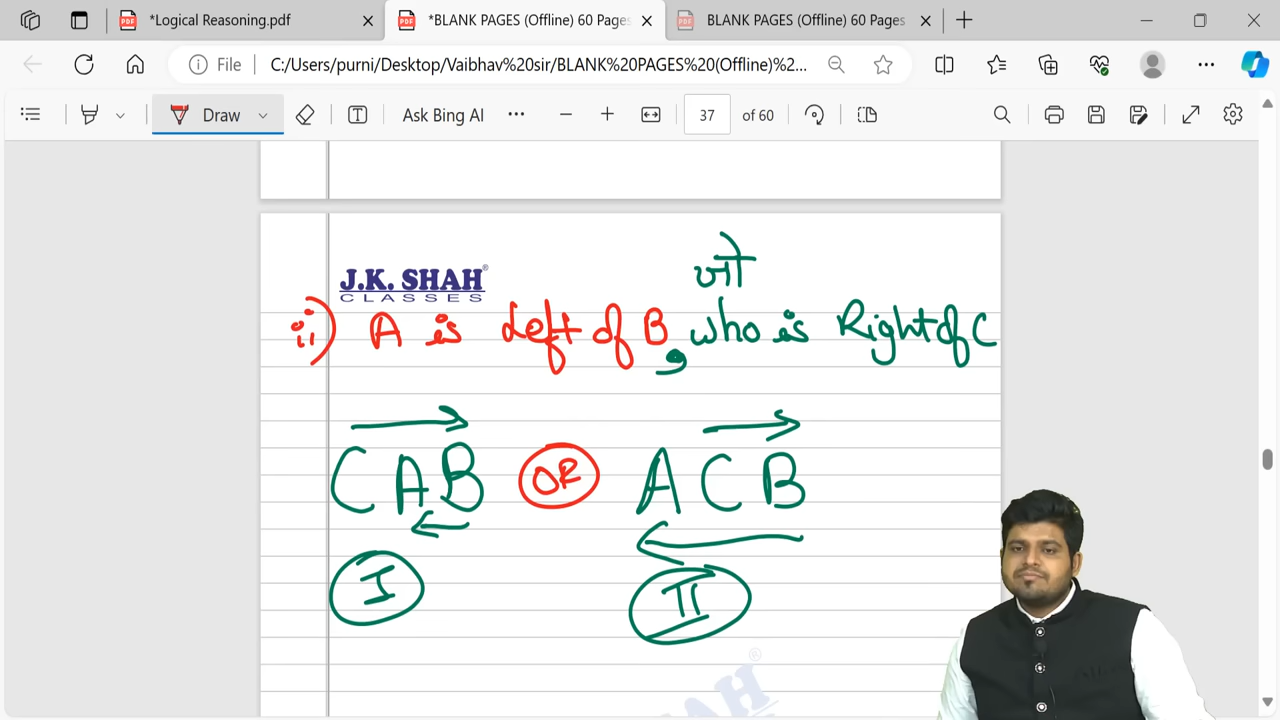 *Logical Reasoning.pdf
*BLANK PAGES (Offline) 60 Pages
BLANK PAGES (Offline) 60 Pages
File
C:/Users/purni/Desktop/Vaibhav%20sir/BLANK%20PAGES%20(Offline)%2...
Draw
Ask Bing AI
37 of 60
जो
J.K. SHAH®
CLASSES
ii) A is Left of B, who is Right of C
C A B OR A C B
I II
SHAH®